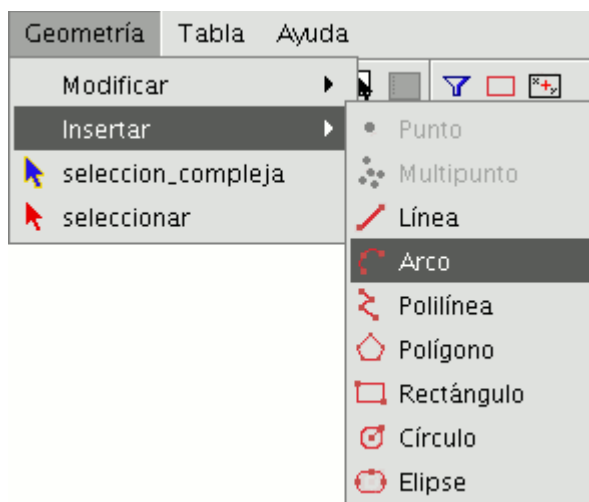 Geometría Tabla Ayuda
Modificar
Insertar
seleccion_compleja
seleccionar
Punto
Multipunto
Línea
Arco
Polilínea
Polígono
Rectángulo
Círculo
Elipse